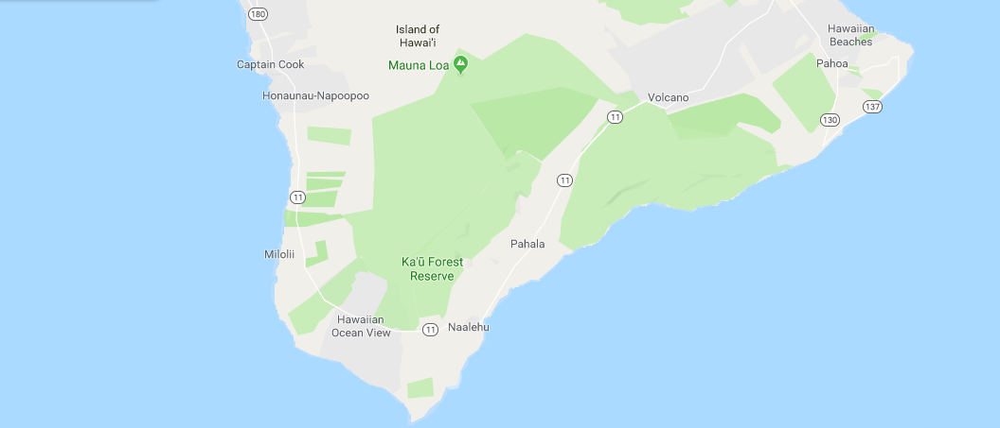 180
Island of
Hawai'i
Hawaiian
Beaches
Captain Cook
Mauna Loa
Pahoa
Honaunau-Napoopoo
Volcano
137
11
130
11
11
Pahala
Milolii
Ka'ū Forest
Reserve
Hawaiian
Ocean View
11
Naalehu